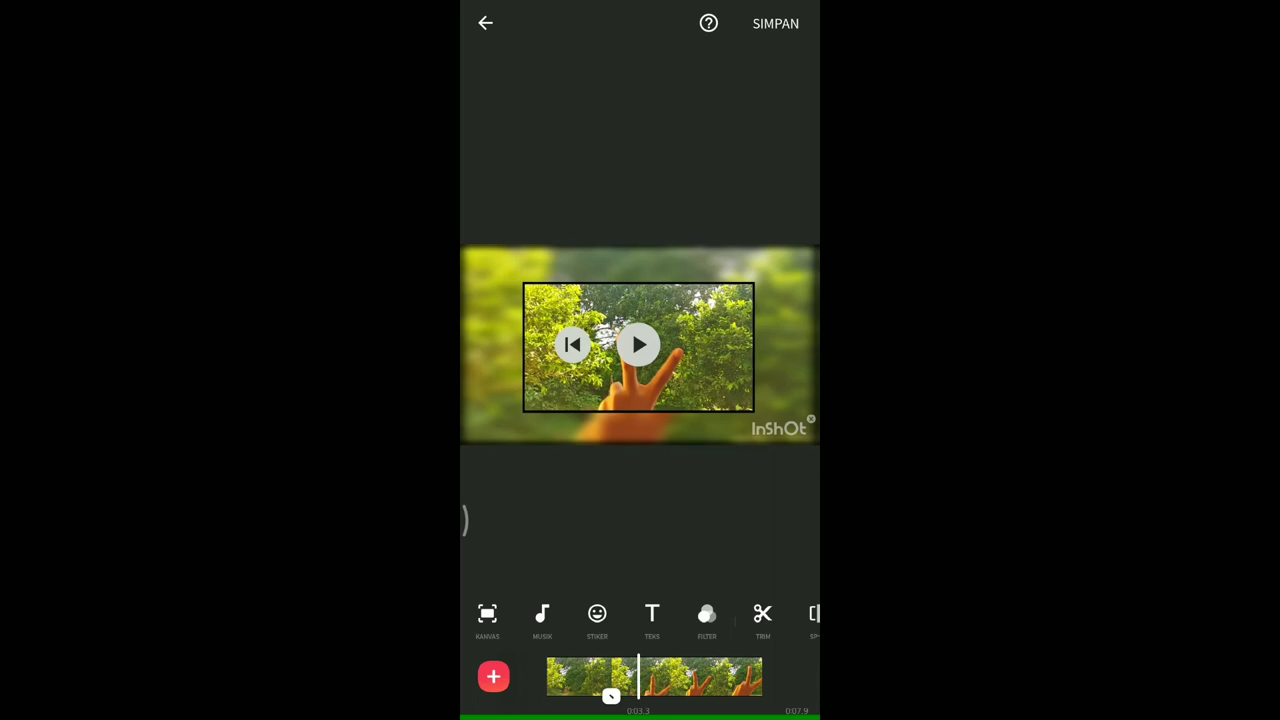 SIMPAN
InShOt
KANVAS
MUSIK
STIKER
TEKS
FILTER
TRIM
0:03.3
0:07.9